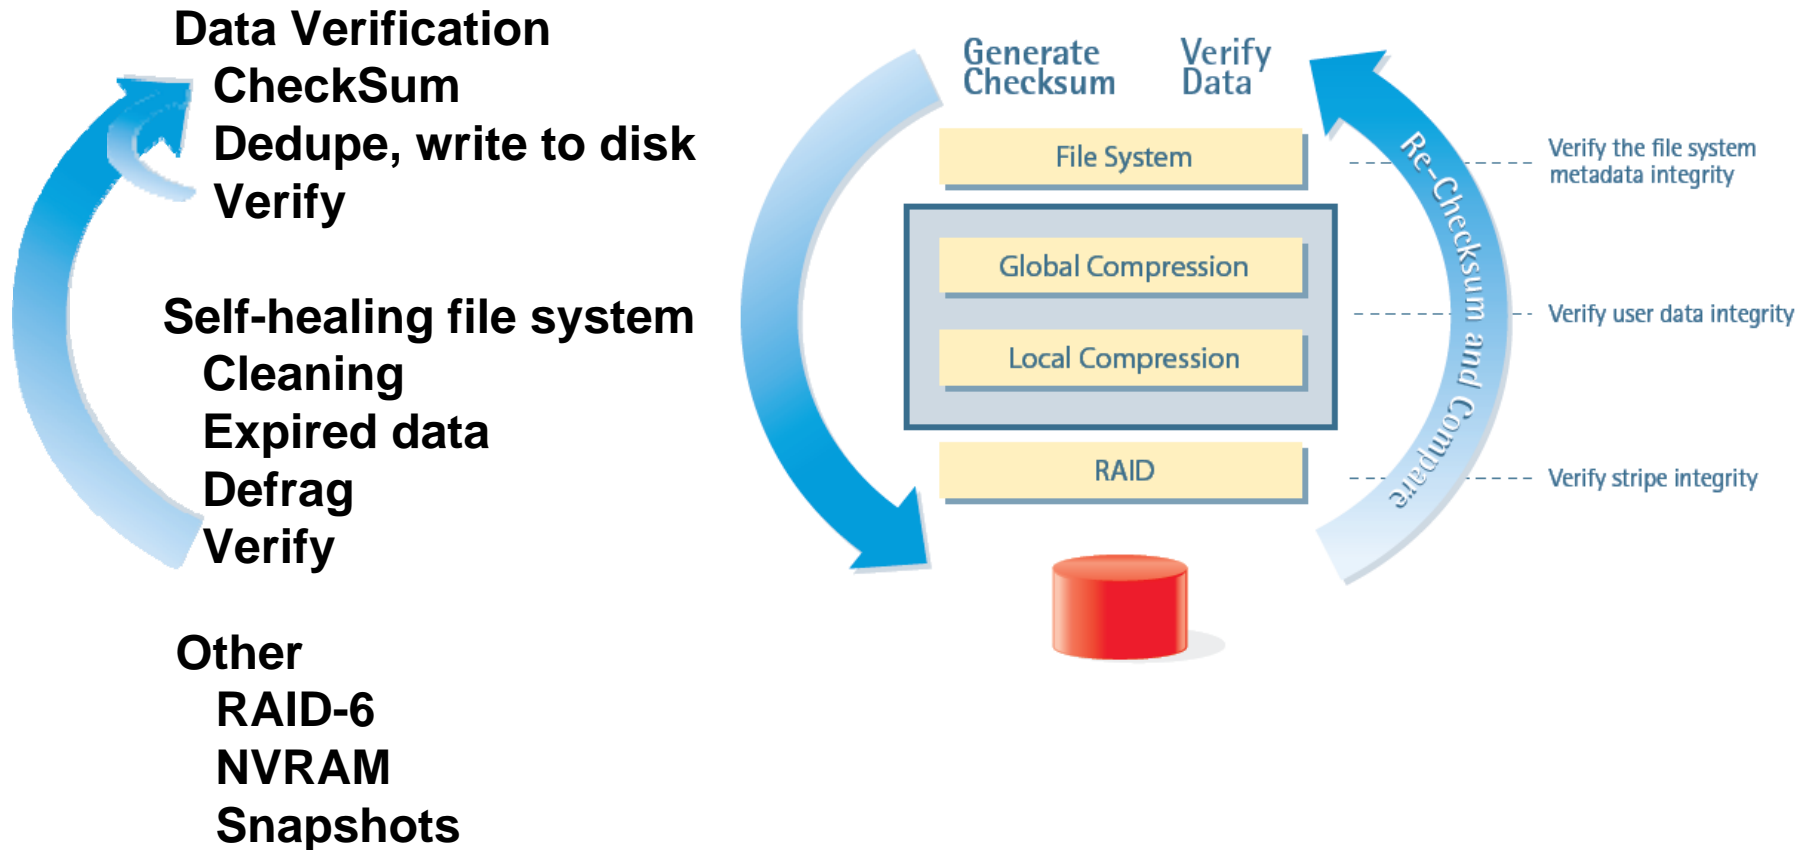 Data Verification
CheckSum
Dedupe, write to disk
Verify
Self-healing file system
Cleaning
Expired data
Defrag
Verify
Other
RAID-6
NVRAM
Snapshots
Generate
Checksum
Verify
Data
File System
Global Compression
Local Compression
RAID
Re-Checksum and Compare
Verify the file system
metadata integrity
Verify user data integrity
Verify stripe integrity